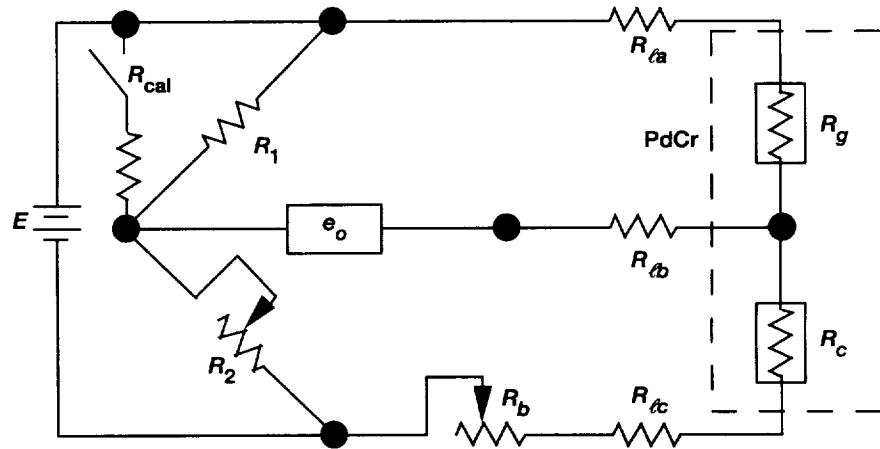 R_ℓa
R_cal
R_1
PdCr
R_g
E
e_o
R_ℓb
R_2
R_b
R_ℓc
R_c